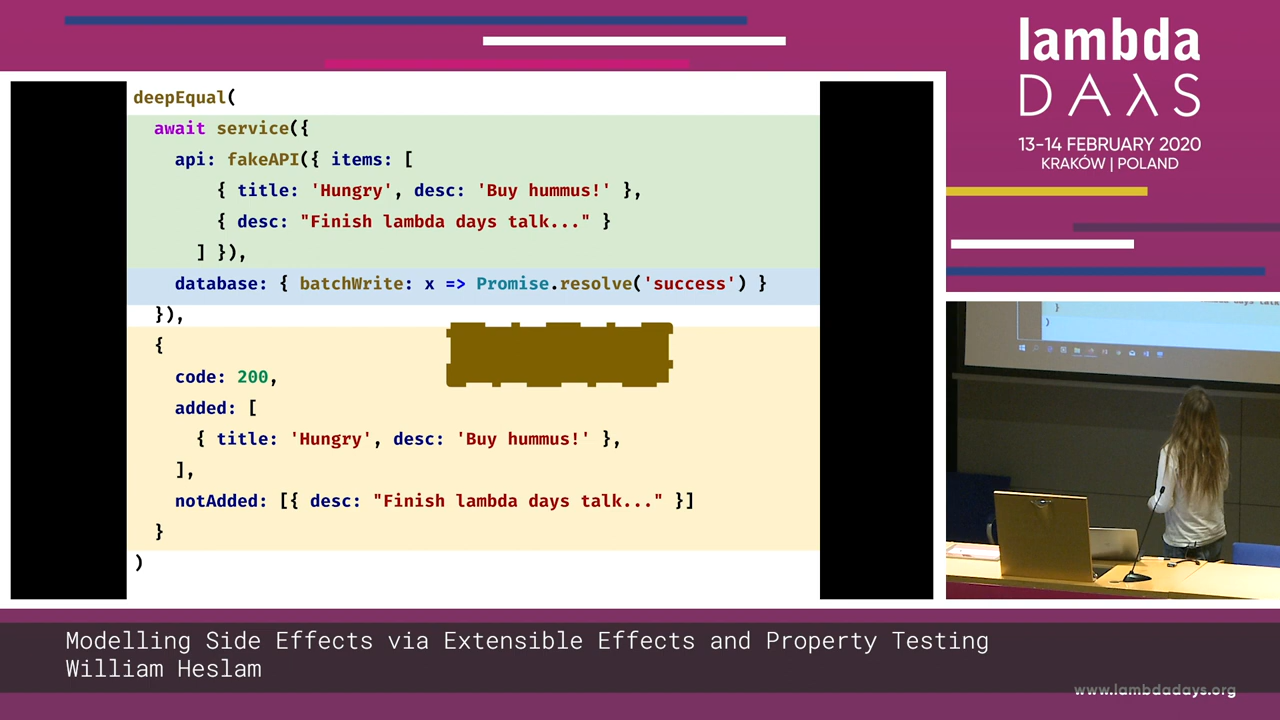 lambda
DAλS
13–14 FEBRUARY 2020
KRAKÓW | POLAND
deepEqual(
await service({
api: fakeAPI({ items: [
{ title: 'Hungry', desc: 'Buy hummus!' },
{ desc: "Finish lambda days talk..." }
] }),
database: { batchWrite: x => Promise.resolve('success') }
}),
{
code: 200,
added: [
{ title: 'Hungry', desc: 'Buy hummus!' },
],
notAdded: [{ desc: "Finish lambda days talk..." }]
}
)
Modelling Side Effects via Extensible Effects and Property Testing
William Heslam
www.lambdadays.org